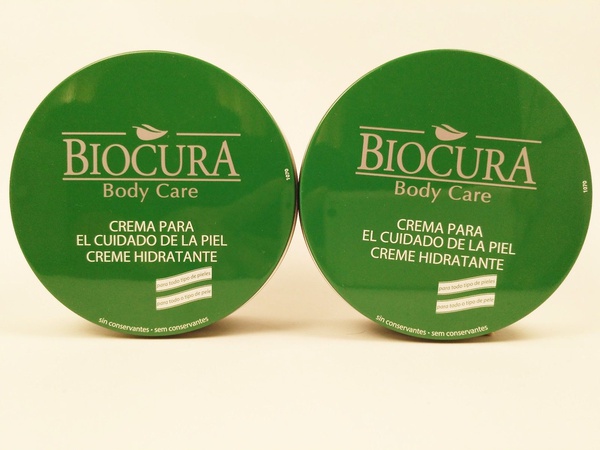 BIOCURA
Body Care
CREMA PARA
EL CUIDADO DE LA PIEL
CREME HIDRATANTE
para todo tipo de pieles
para todo o tipo de pele
sin conservantes • sem conservantes
BIOCURA
Body Care
CREMA PARA
EL CUIDADO DE LA PIEL
CREME HIDRATANTE
para todo tipo de pieles
para todo o tipo de pele
sin conservantes • sem conservantes